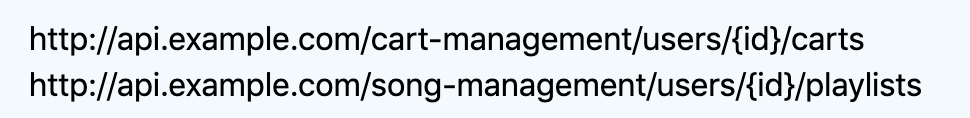 http://api.example.com/cart-management/users/{id}/carts
http://api.example.com/song-management/users/{id}/playlists